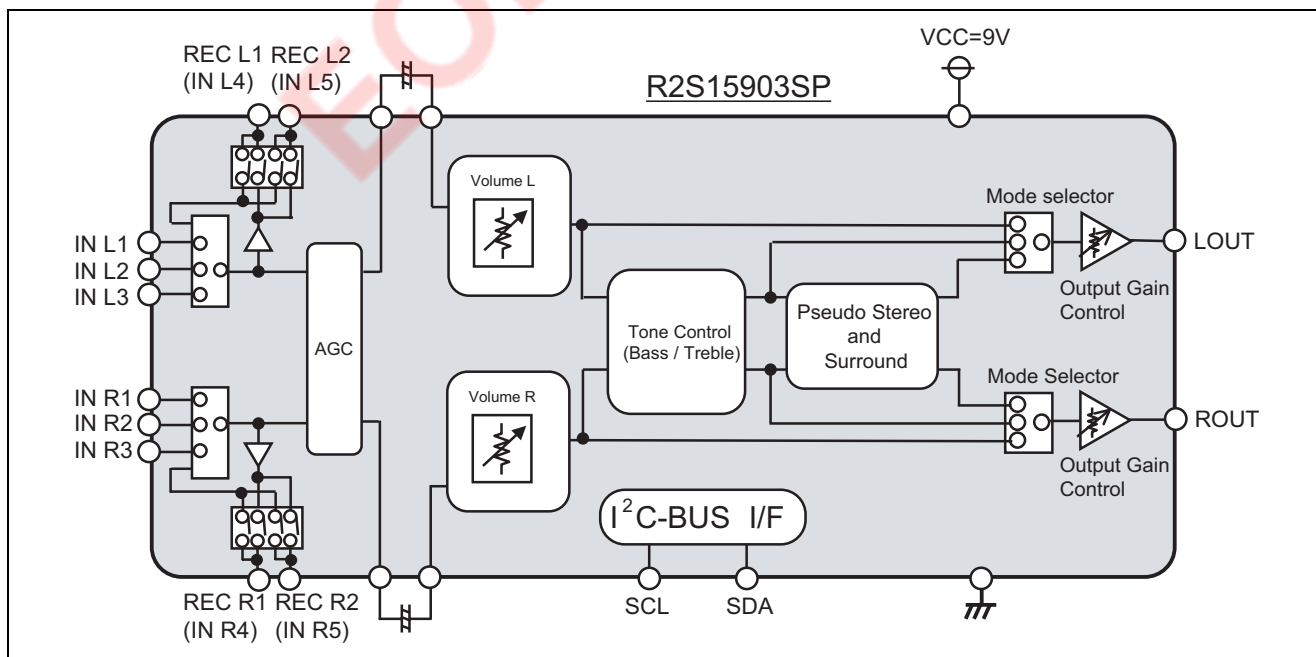 EOL
REC L1 REC L2
(IN L4) (IN L5)
VCC=9V
R2S15903SP
Volume L
Mode selector
IN L1
IN L2
IN L3
LOUT
Output Gain
Control
AGC
Tone Control
(Bass / Treble)
Pseudo Stereo
and
Surround
IN R1
IN R2
IN R3
Volume R
Mode Selector
ROUT
Output Gain
Control
I²C-BUS I/F
REC R1 REC R2
(IN R4) (IN R5)
SCL
SDA